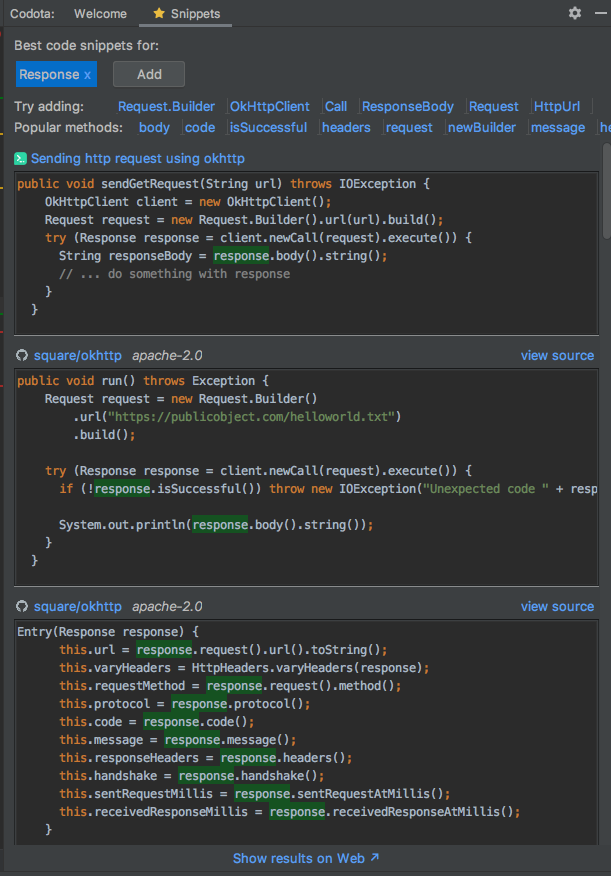 Codota: Welcome Snippets
Best code snippets for:
Response x Add
Try adding: Request.Builder OkHttpClient Call ResponseBody Request HttpUrl
Popular methods: body code isSuccessful headers request newBuilder message he
Sending http request using okhttp
public void sendGetRequest(String url) throws IOException {
OkHttpClient client = new OkHttpClient();
Request request = new Request.Builder().url(url).build();
try (Response response = client.newCall(request).execute()) {
String responseBody = response.body().string();
// ... do something with response
}
}
square/okhttp apache-2.0 view source
public void run() throws Exception {
Request request = new Request.Builder()
.url("https://publicobject.com/helloworld.txt")
.build();
try (Response response = client.newCall(request).execute()) {
if (!response.isSuccessful()) throw new IOException("Unexpected code " + resp
System.out.println(response.body().string());
}
}
square/okhttp apache-2.0 view source
Entry(Response response) {
this.url = response.request().url().toString();
this.varyHeaders = HttpHeaders.varyHeaders(response);
this.requestMethod = response.request().method();
this.protocol = response.protocol();
this.code = response.code();
this.message = response.message();
this.responseHeaders = response.headers();
this.handshake = response.handshake();
this.sentRequestMillis = response.sentRequestAtMillis();
this.receivedResponseMillis = response.receivedResponseAtMillis();
}
Show results on Web ↗